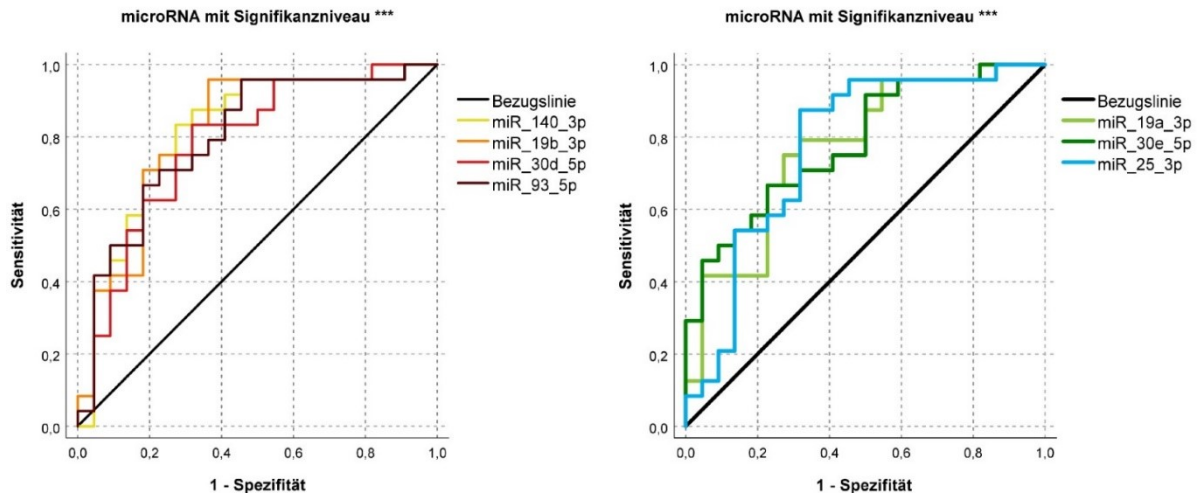 microRNA mit Signifikanzniveau ***
1,0
0,8
0,6
0,4
0,2
0,0
Sensitivität
0,0 0,2 0,4 0,6 0,8 1,0
1 - Spezifität
Bezugslinie
miR_140_3p
miR_19b_3p
miR_30d_5p
miR_93_5p
microRNA mit Signifikanzniveau ***
1,0
0,8
0,6
0,4
0,2
0,0
Sensitivität
0,0 0,2 0,4 0,6 0,8 1,0
1 - Spezifität
Bezugslinie
miR_19a_3p
miR_30e_5p
miR_25_3p